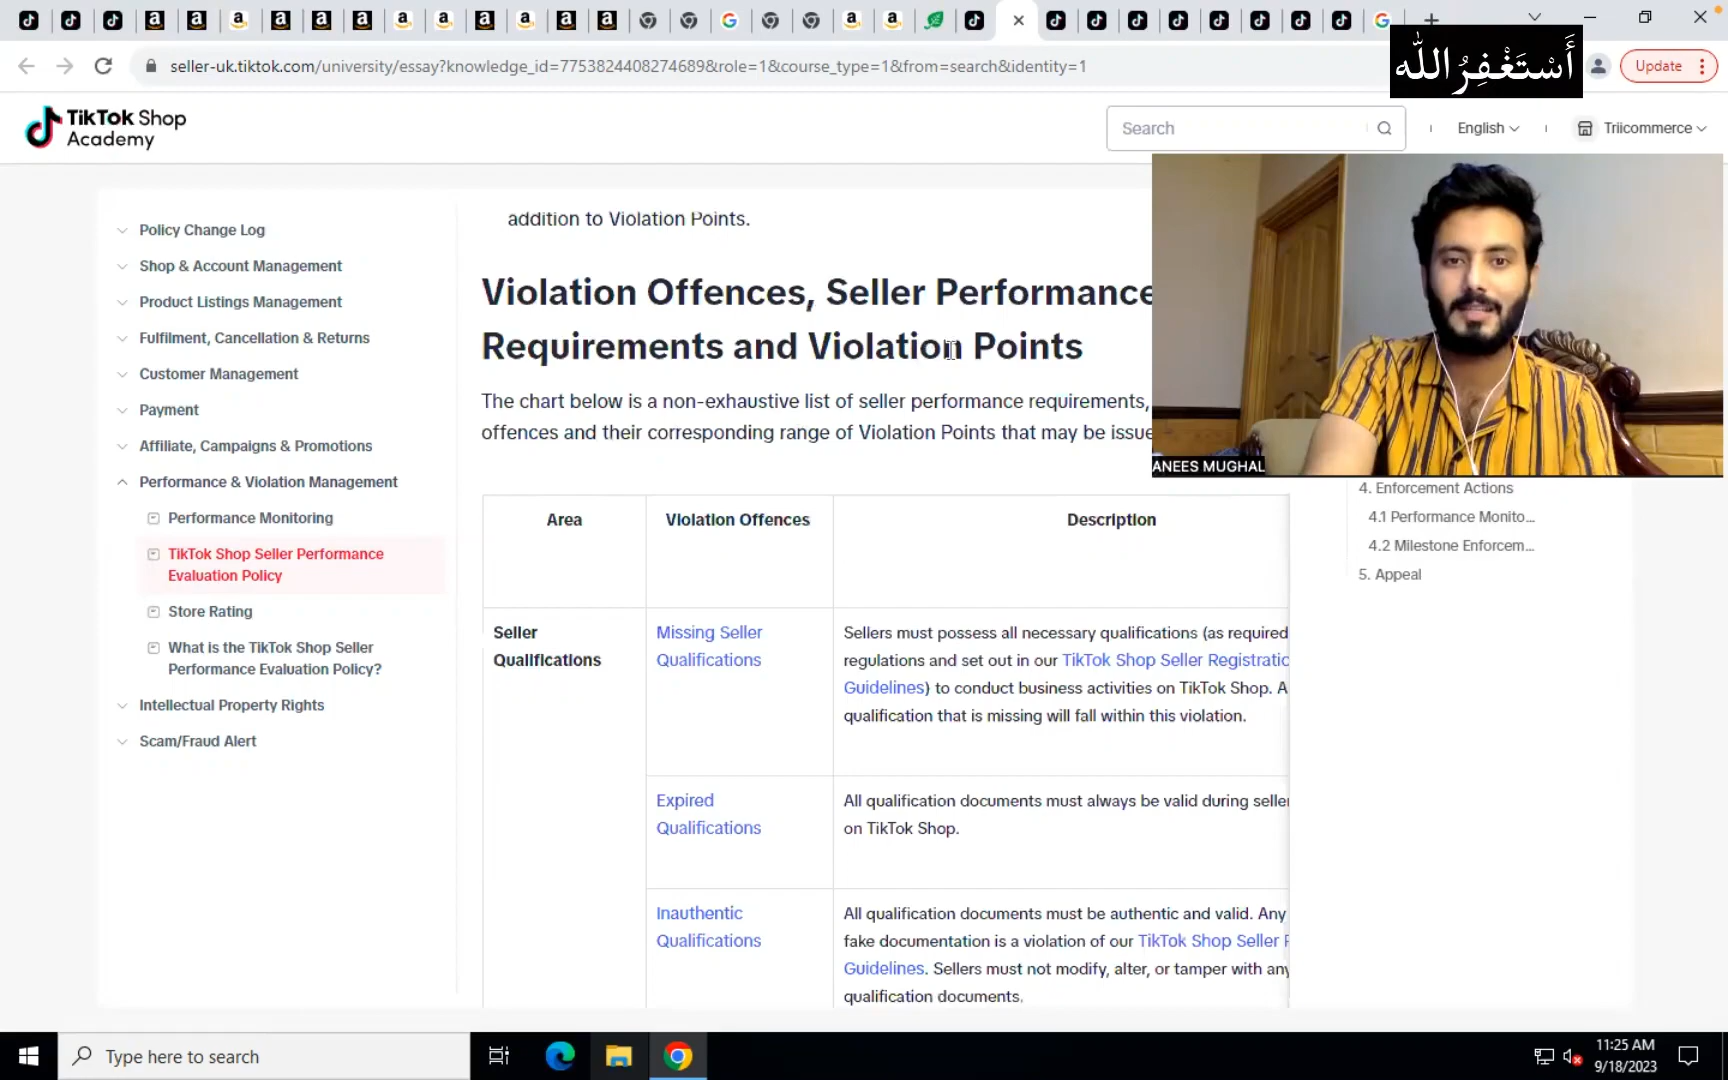 seller-uk.tiktok.com/university/essay?knowledge_id=7753824408274689&role=1&course_type=1&from=search&identity=1
أَسْتَغْفِرُ اللّٰه
Update
TikTok Shop
Academy
Search
English
Triicommerce
Policy Change Log
Shop & Account Management
Product Listings Management
Fulfilment, Cancellation & Returns
Customer Management
Payment
Affiliate, Campaigns & Promotions
Performance & Violation Management
Performance Monitoring
TikTok Shop Seller Performance
Evaluation Policy
Store Rating
What is the TikTok Shop Seller
Performance Evaluation Policy?
Intellectual Property Rights
Scam/Fraud Alert
addition to Violation Points.
Violation Offences, Seller Performance
Requirements and Violation Points
The chart below is a non-exhaustive list of seller performance requirements,
offences and their corresponding range of Violation Points that may be issue
Area
Violation Offences
Description
Seller
Qualifications
Missing Seller
Qualifications
Sellers must possess all necessary qualifications (as required
regulations and set out in our TikTok Shop Seller Registratio
Guidelines) to conduct business activities on TikTok Shop. A
qualification that is missing will fall within this violation.
Expired
Qualifications
All qualification documents must always be valid during selle
on TikTok Shop.
Inauthentic
Qualifications
All qualification documents must be authentic and valid. Any
fake documentation is a violation of our TikTok Shop Seller
Guidelines. Sellers must not modify, alter, or tamper with any
qualification documents.
ANEES MUGHAL
4. Enforcement Actions
4.1 Performance Monito...
4.2 Milestone Enforcem...
5. Appeal
Type here to search
11:25 AM
9/18/2023